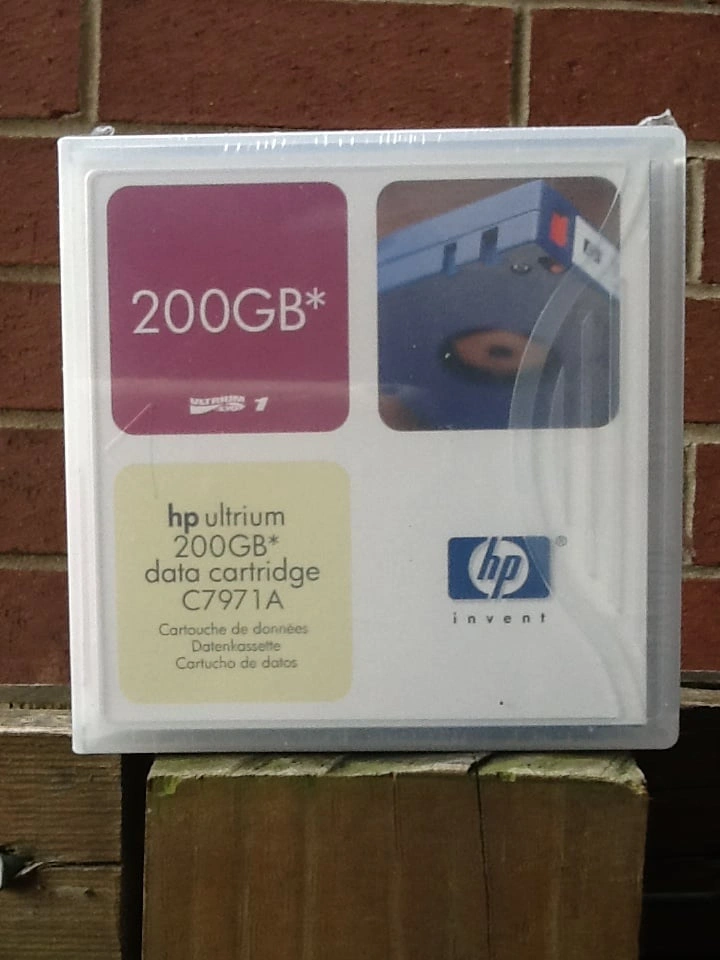 200GB*
ULTRIUM
LTO 1
hp ultrium
200GB*
data cartridge
C7971A
Cartouche de données
Datenkassette
Cartucho de datos
hp®
invent